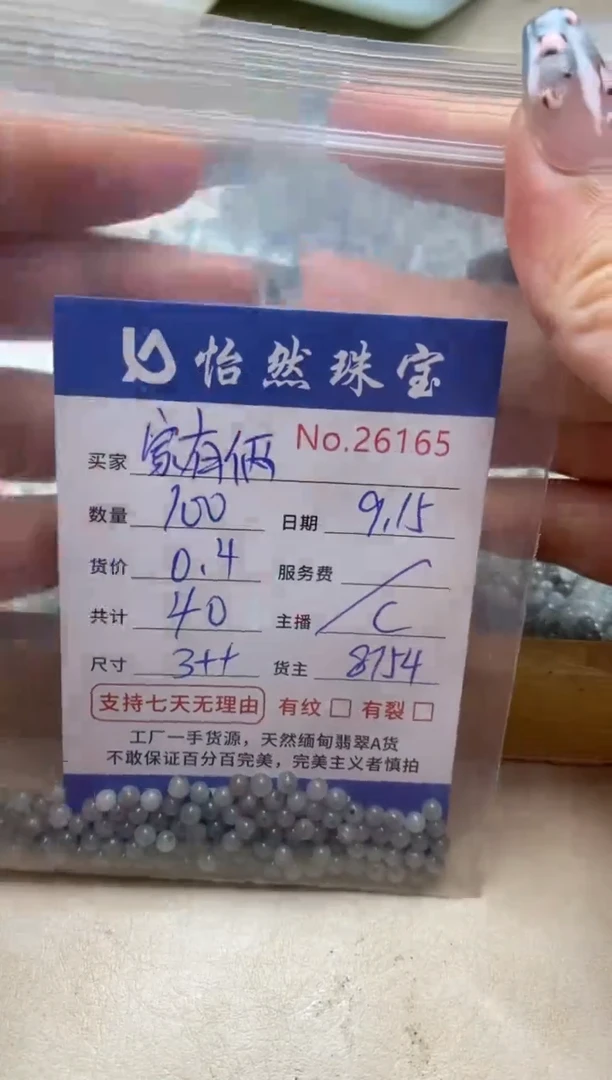 怡然珠宝
No.26165
买家 家有俩
数量 100 日期 9.15
货价 0.4 服务费 /
共计 40 主播 C
尺寸 3++ 货主 8754
支持七天无理由 有纹 □ 有裂 □
工厂一手货源，天然缅甸翡翠A货
不敢保证百分百完美，完美主义者慎拍